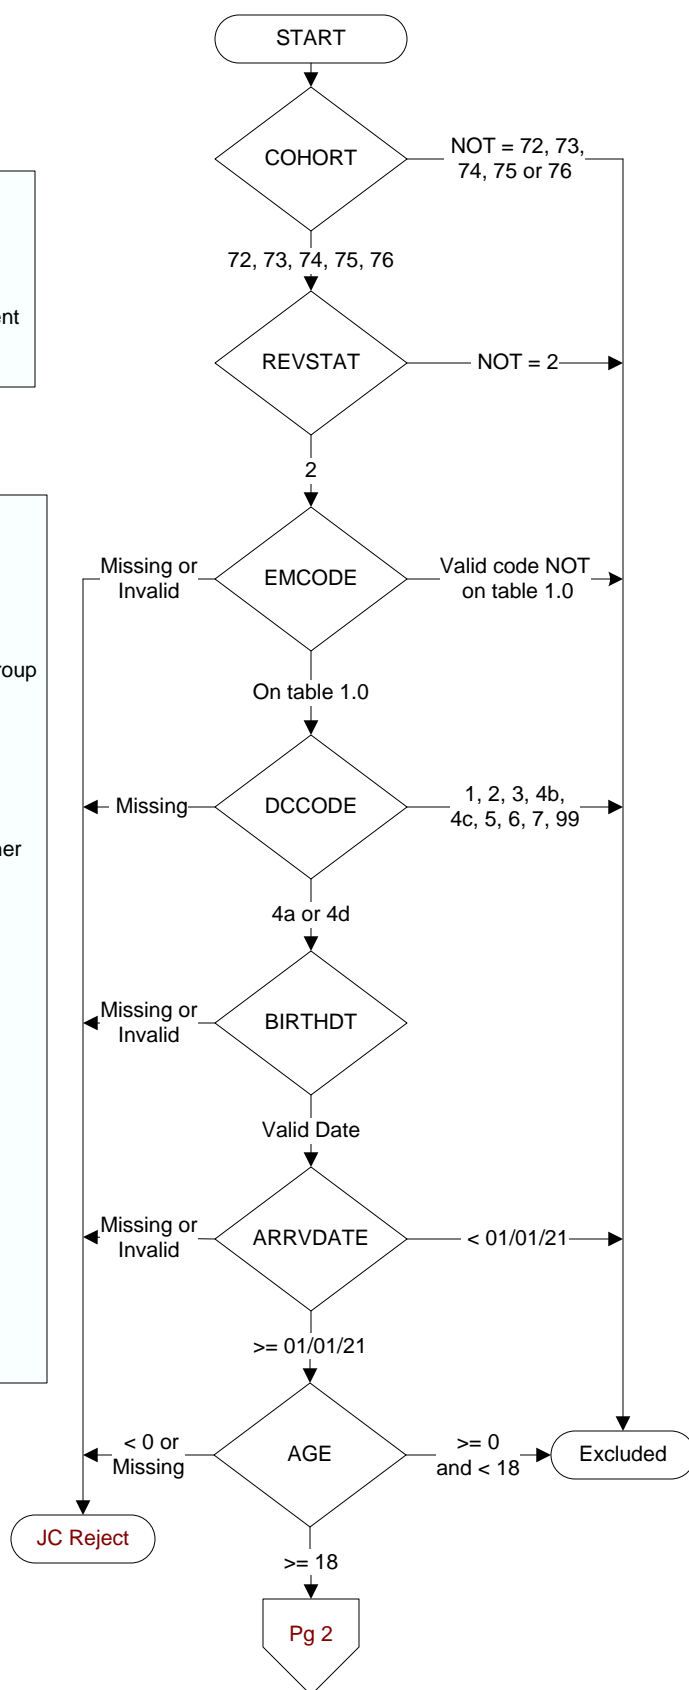 START
COHORT
NOT = 72, 73,
74, 75 or 76
72, 73, 74, 75, 76
REVSTAT
NOT = 2
2
Missing or
Invalid
EMCODE
Valid code NOT
on table 1.0
On table 1.0
Missing
DCCODE
1, 2, 3, 4b,
4c, 5, 6, 7, 99
4a or 4d
Missing or
Invalid
BIRTHDT
Valid Date
Missing or
Invalid
ARRVDATE
< 01/01/21
>= 01/01/21
< 0 or
Missing
AGE
>= 0
and < 18
Excluded
JC Reject
>= 18
Pg 2